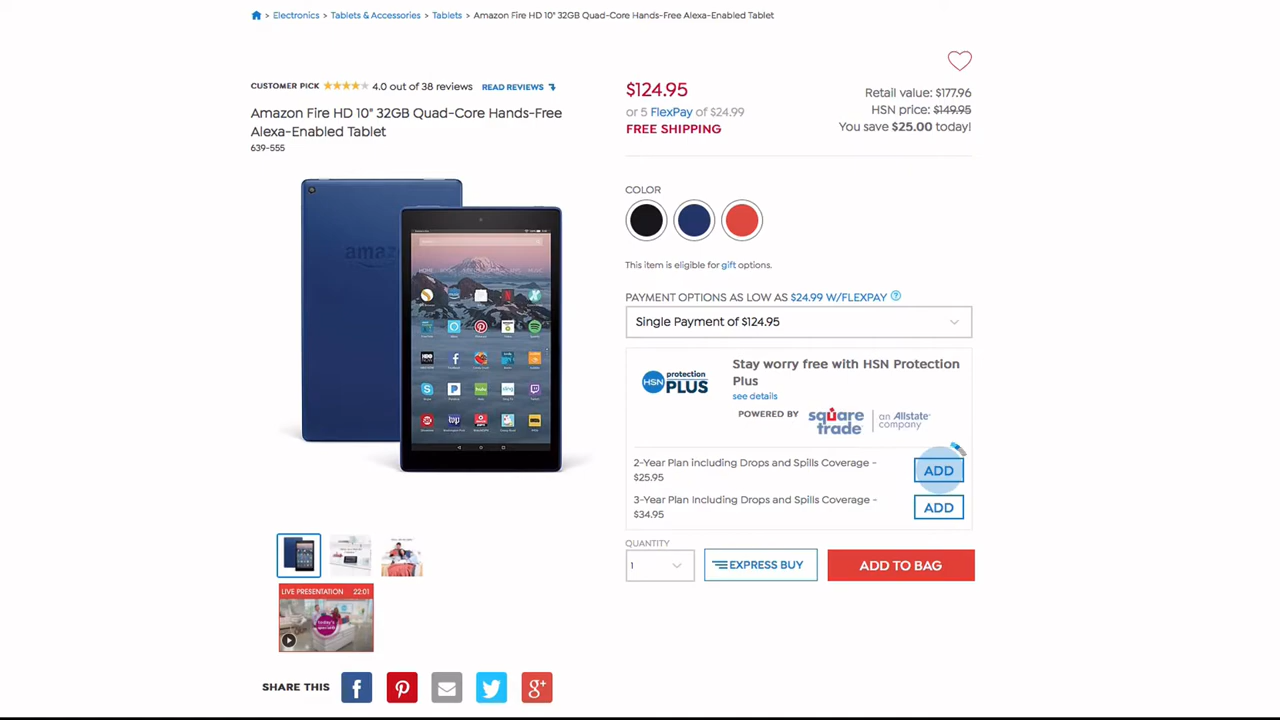 Electronics > Tablets & Accessories > Tablets > Amazon Fire HD 10" 32GB Quad-Core Hands-Free Alexa-Enabled Tablet
CUSTOMER PICK 4.0 out of 38 reviews READ REVIEWS
Amazon Fire HD 10" 32GB Quad-Core Hands-Free
Alexa-Enabled Tablet
639-555
amaz
LIVE PRESENTATION 22:01
today's
special
SHARE THIS
$124.95
or 5 FlexPay of $24.99
FREE SHIPPING
Retail value: $177.96
HSN price: $149.95
You save $25.00 today!
COLOR
This item is eligible for gift options.
PAYMENT OPTIONS AS LOW AS $24.99 W/FLEXPAY ?
Single Payment of $124.95
HSN protection PLUS
Stay worry free with HSN Protection
Plus
see details
POWERED BY square trade an Allstate company
2-Year Plan including Drops and Spills Coverage -
$25.95
ADD
3-Year Plan Including Drops and Spills Coverage -
$34.95
ADD
QUANTITY
1
EXPRESS BUY
ADD TO BAG